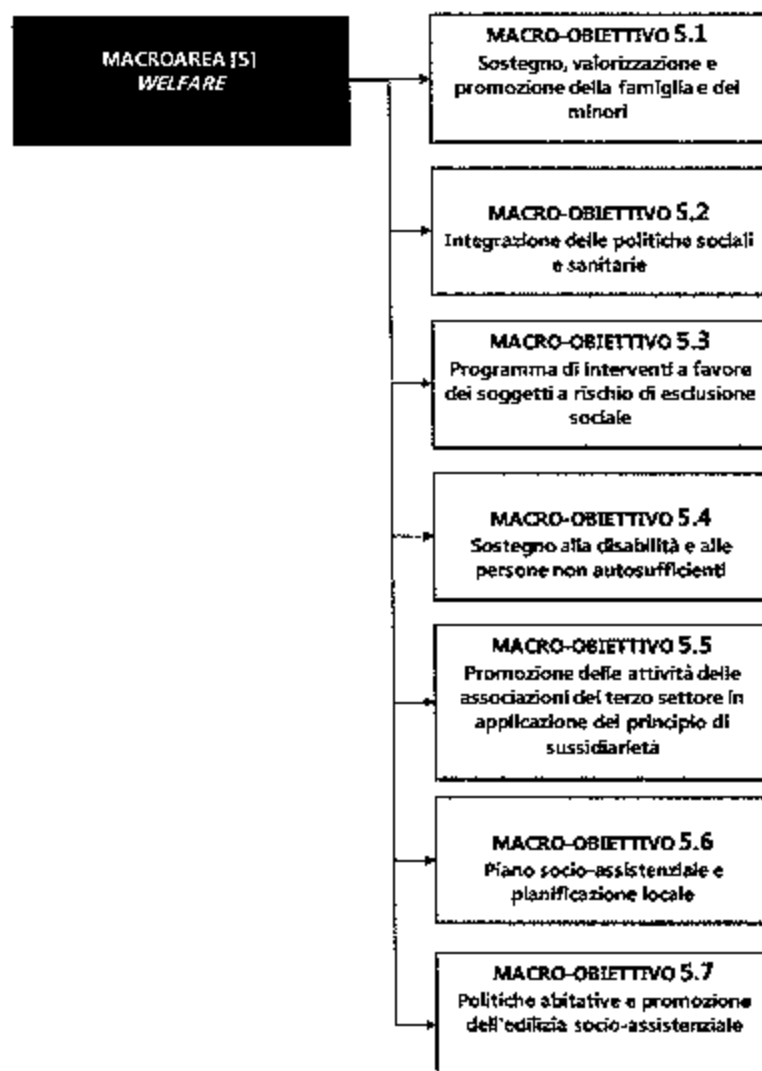 MACROAREA [5]
WELFARE
MACRO-OBIETTIVO 5.1
Sostegno, valorizzazione e
promozione della famiglia e dei
minori
MACRO-OBIETTIVO 5.2
Integrazione delle politiche sociali
e sanitarie
MACRO-OBIETTIVO 5.3
Programma di interventi a favore
dei soggetti a rischio di esclusione
sociale
MACRO-OBIETTIVO 5.4
Sostegno alla disabilità e alle
persone non autosufficienti
MACRO-OBIETTIVO 5.5
Promozione delle attività delle
associazioni del terzo settore in
applicazione del principio di
sussidiarietà
MACRO-OBIETTIVO 5.6
Piano socio-assistenziale e
pianificazione locale
MACRO-OBIETTIVO 5.7
Politiche abitative e promozione
dell'edilizia socio-assistenziale